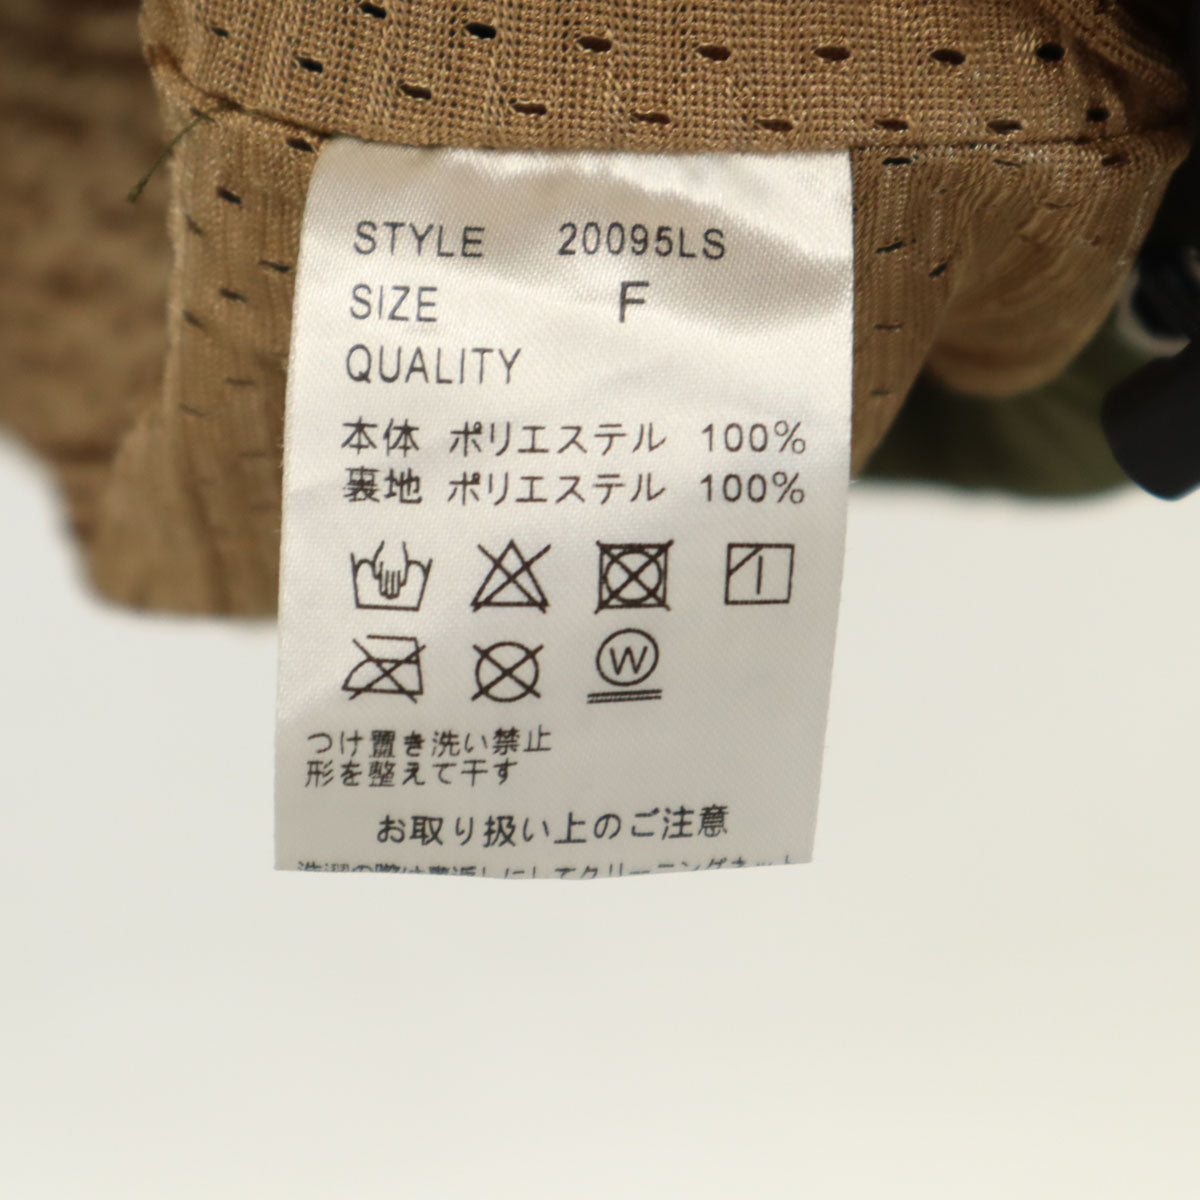 STYLE 20095LS
SIZE F
QUALITY
本体 ポリエステル 100%
裏地 ポリエステル 100%
W
つけ置き洗い禁止
形を整えて干す
お取り扱い上のご注意